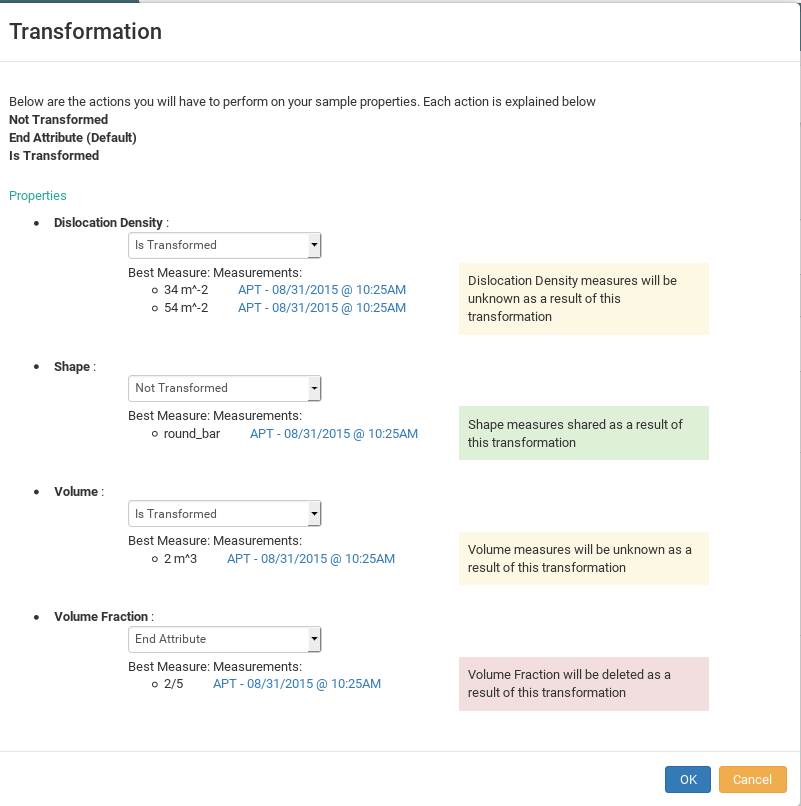 Transformation
Below are the actions you will have to perform on your sample properties. Each action is explained below
Not Transformed
End Attribute (Default)
Is Transformed
Properties
Dislocation Density :
Is Transformed
Best Measure: Measurements:
34 m^-2 APT - 08/31/2015 @ 10:25AM
54 m^-2 APT - 08/31/2015 @ 10:25AM
Dislocation Density measures will be
unknown as a result of this
transformation
Shape :
Not Transformed
Best Measure: Measurements:
round_bar APT - 08/31/2015 @ 10:25AM
Shape measures shared as a result of
this transformation
Volume :
Is Transformed
Best Measure: Measurements:
2 m^3 APT - 08/31/2015 @ 10:25AM
Volume measures will be unknown as a
result of this transformation
Volume Fraction :
End Attribute
Best Measure: Measurements:
2/5 APT - 08/31/2015 @ 10:25AM
Volume Fraction will be deleted as a
result of this transformation
OK Cancel